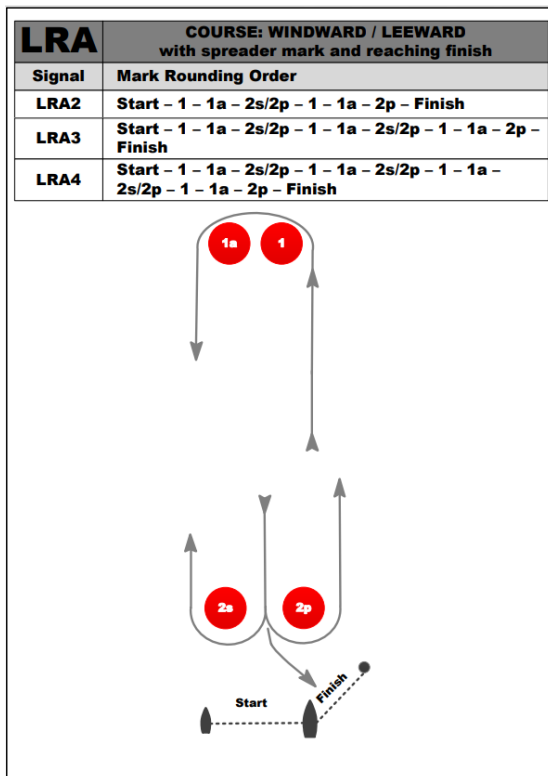 LRA
COURSE: WINDWARD / LEEWARD
with spreader mark and reaching finish
Signal Mark Rounding Order
LRA2 Start – 1 – 1a – 2s/2p – 1 – 1a – 2p – Finish
LRA3 Start – 1 – 1a – 2s/2p – 1 – 1a – 2s/2p – 1 – 1a – 2p –
Finish
LRA4 Start – 1 – 1a – 2s/2p – 1 – 1a – 2s/2p – 1 – 1a –
2s/2p – 1 – 1a – 2p – Finish
1a 1
2s 2p
Start Finish